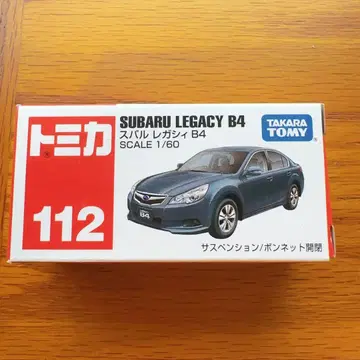 トミカ
112
SUBARU LEGACY B4
スバル レガシィ B4
SCALE 1/60
TAKARA
TOMY
B4
サスペンション/ボンネット開閉